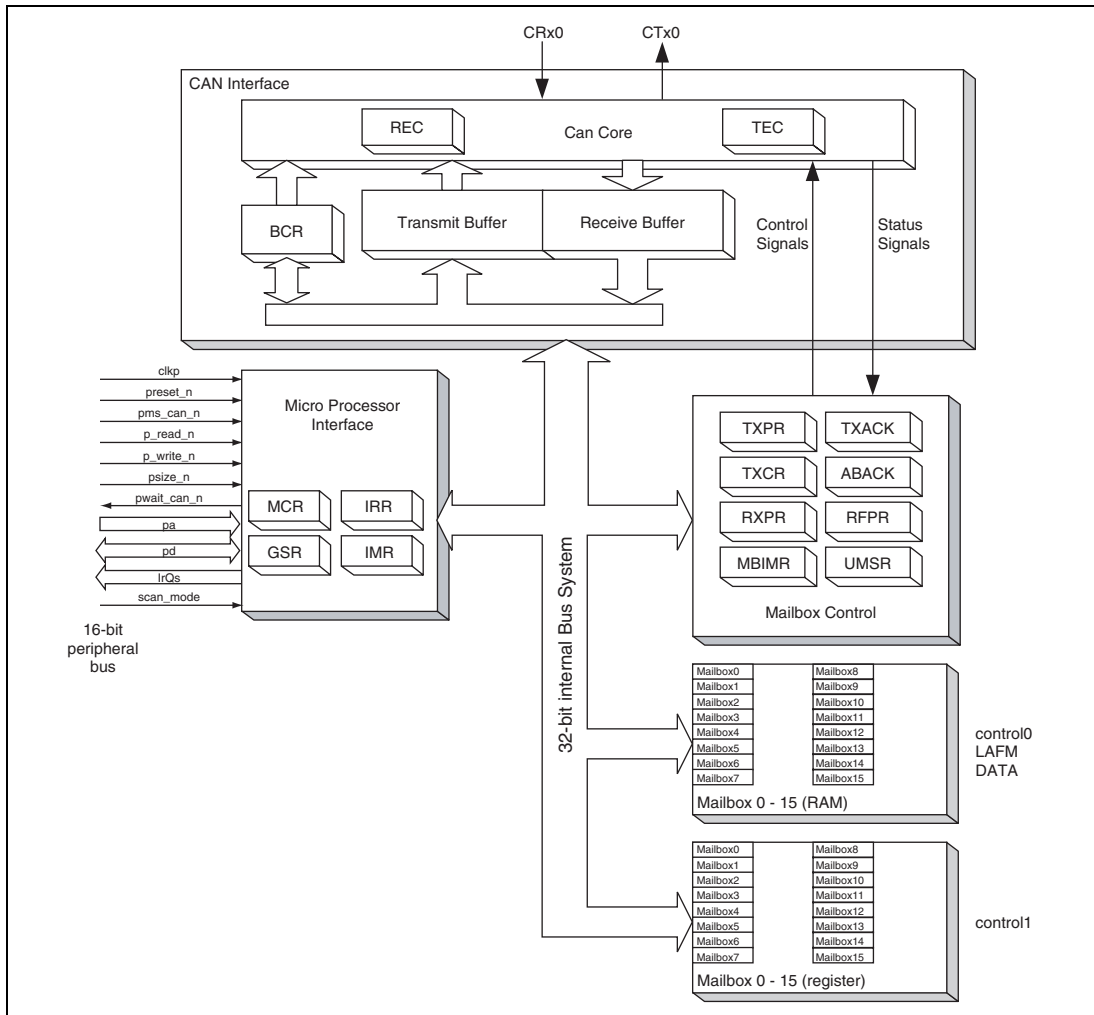 CRx0
CTx0
CAN Interface
REC
Can Core
TEC
BCR
Transmit Buffer
Receive Buffer
Control
Signals
Status
Signals
clkp
preset_n
pms_can_n
p_read_n
p_write_n
psize_n
pwait_can_n
pa
pd
IrQs
scan_mode
16-bit
peripheral
bus
Micro Processor
Interface
MCR
IRR
GSR
IMR
32-bit internal Bus System
TXPR
TXACK
TXCR
ABACK
RXPR
RFPR
MBIMR
UMSR
Mailbox Control
Mailbox0
Mailbox1
Mailbox2
Mailbox3
Mailbox4
Mailbox5
Mailbox6
Mailbox7
Mailbox8
Mailbox9
Mailbox10
Mailbox11
Mailbox12
Mailbox13
Mailbox14
Mailbox15
Mailbox 0 - 15 (RAM)
control0
LAFM
DATA
Mailbox0
Mailbox1
Mailbox2
Mailbox3
Mailbox4
Mailbox5
Mailbox6
Mailbox7
Mailbox8
Mailbox9
Mailbox10
Mailbox11
Mailbox12
Mailbox13
Mailbox14
Mailbox15
Mailbox 0 - 15 (register)
control1